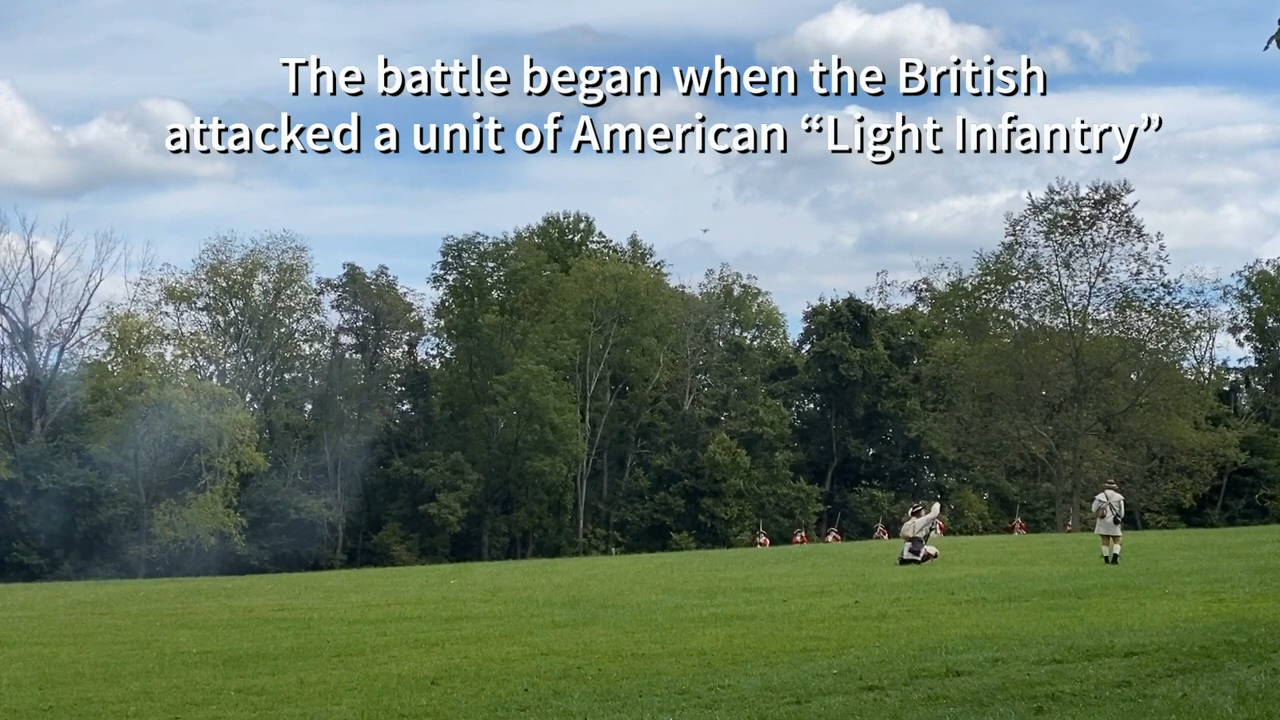 The battle began when the British
attacked a unit of American “Light Infantry”